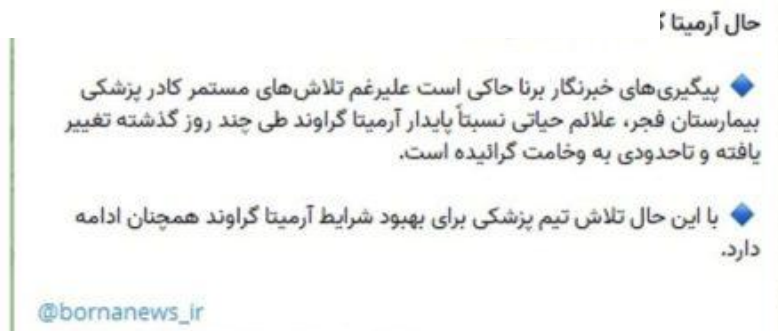 حال آرمیتا
پیگیری‌های خبرنگار برنا حاکی است علیرغم تلاش‌های مستمر کادر پزشکی
بیمارستان فجر، علائم حیاتی نسبتاً پایدار آرمیتا گراوند طی چند روز گذشته تغییر
یافته و تاحدودی به وخامت گرائیده است.
با این حال تلاش تیم پزشکی برای بهبود شرایط آرمیتا گراوند همچنان ادامه
دارد.
@bornanews_ir